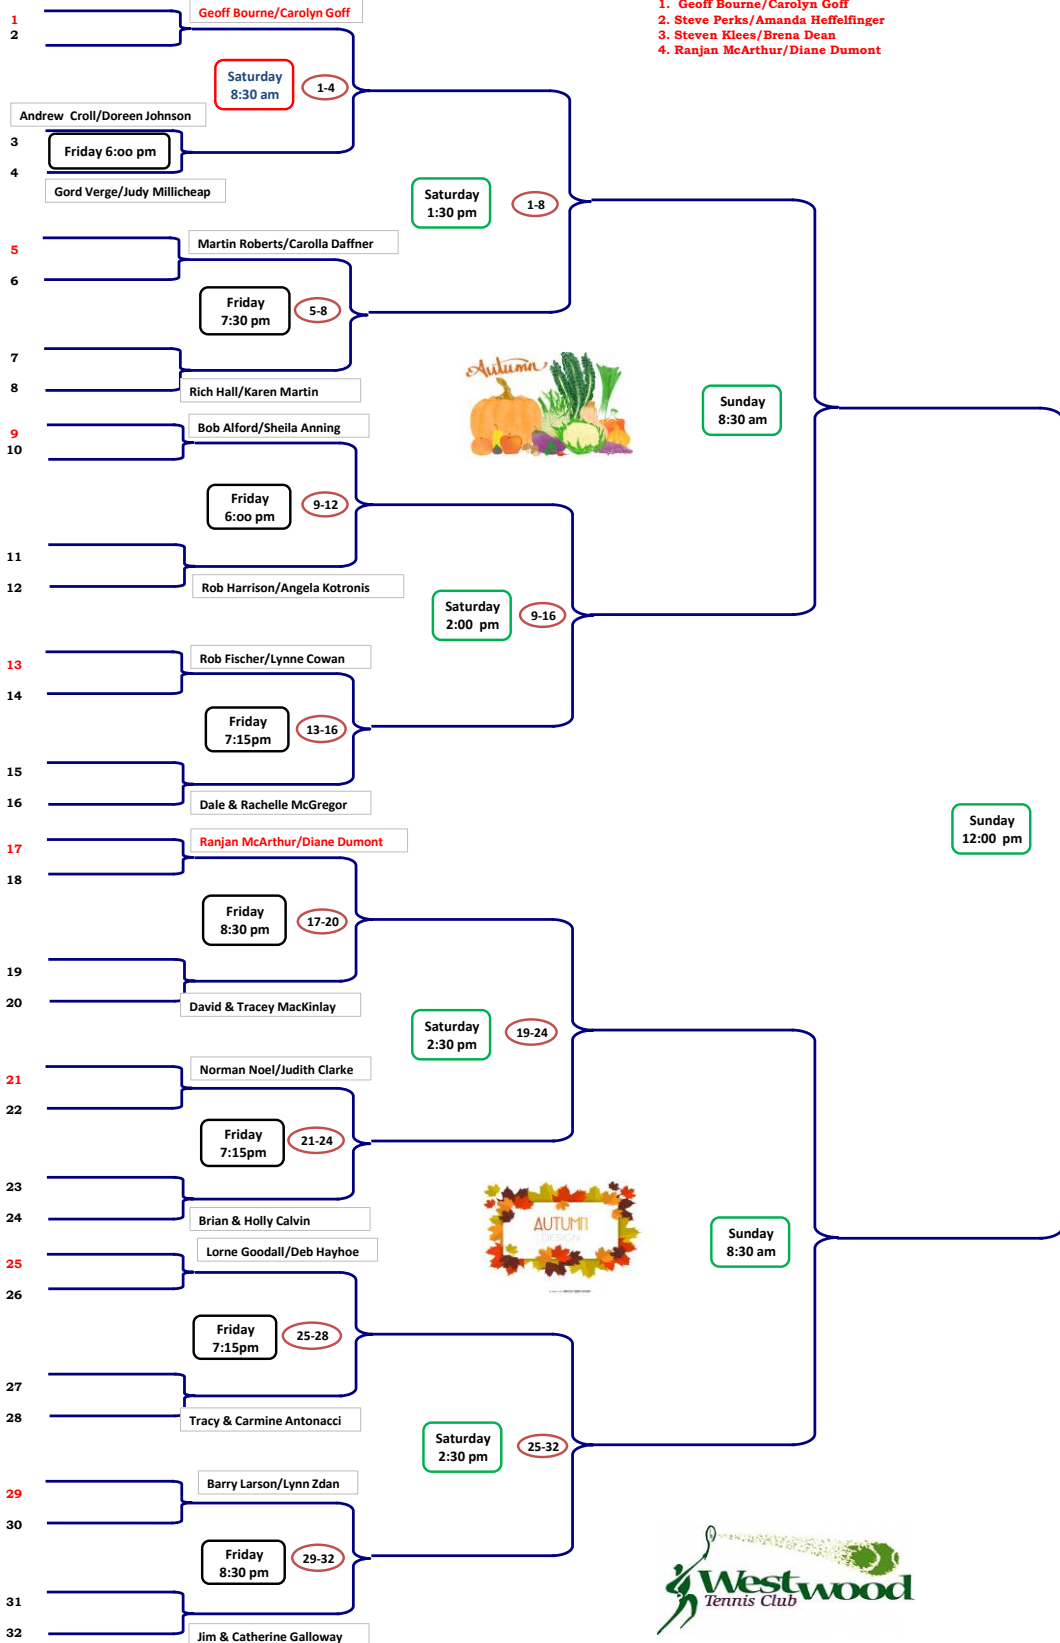 1. Geoff Bourne/Carolyn Goff
2. Steve Perks/Amanda Heffelfinger
3. Steven Klees/Brena Dean
4. Ranjan McArthur/Diane Dumont
Geoff Bourne/Carolyn Goff
1
2
Saturday
8:30 am
1-4
Andrew Croll/Doreen Johnson
3
Friday 6:oo pm
4
Gord Verge/Judy Millicheap
Saturday
1:30 pm
1-8
Martin Roberts/Carolla Daffner
5
6
Friday
7:30 pm
5-8
7
8
Rich Hall/Karen Martin
Autumn
Sunday
8:30 am
Bob Alford/Sheila Anning
9
10
Friday
6:oo pm
9-12
11
12
Rob Harrison/Angela Kotronis
Saturday
2:00 pm
9-16
Rob Fischer/Lynne Cowan
13
14
Friday
7:15pm
13-16
15
16
Dale & Rachelle McGregor
Sunday
12:00 pm
Ranjan McArthur/Diane Dumont
17
18
Friday
8:30 pm
17-20
19
20
David & Tracey MacKinlay
Saturday
2:30 pm
19-24
Norman Noel/Judith Clarke
21
22
Friday
7:15pm
21-24
23
24
Brian & Holly Calvin
AUTUMN
DESIGN
Sunday
8:30 am
Lorne Goodall/Deb Hayhoe
25
26
Friday
7:15pm
25-28
27
28
Tracy & Carmine Antonacci
Saturday
2:30 pm
25-32
Barry Larson/Lynn Zdan
29
30
Friday
8:30 pm
29-32
31
32
Jim & Catherine Galloway
Westwood
Tennis Club